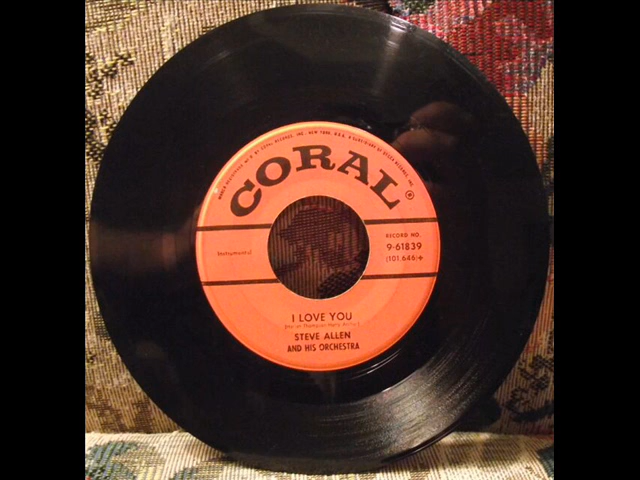 CORAL
®
RECORD NO.
9-61839
(101,646)+
Instrumental
I LOVE YOU
STEVE ALLEN
AND HIS ORCHESTRA